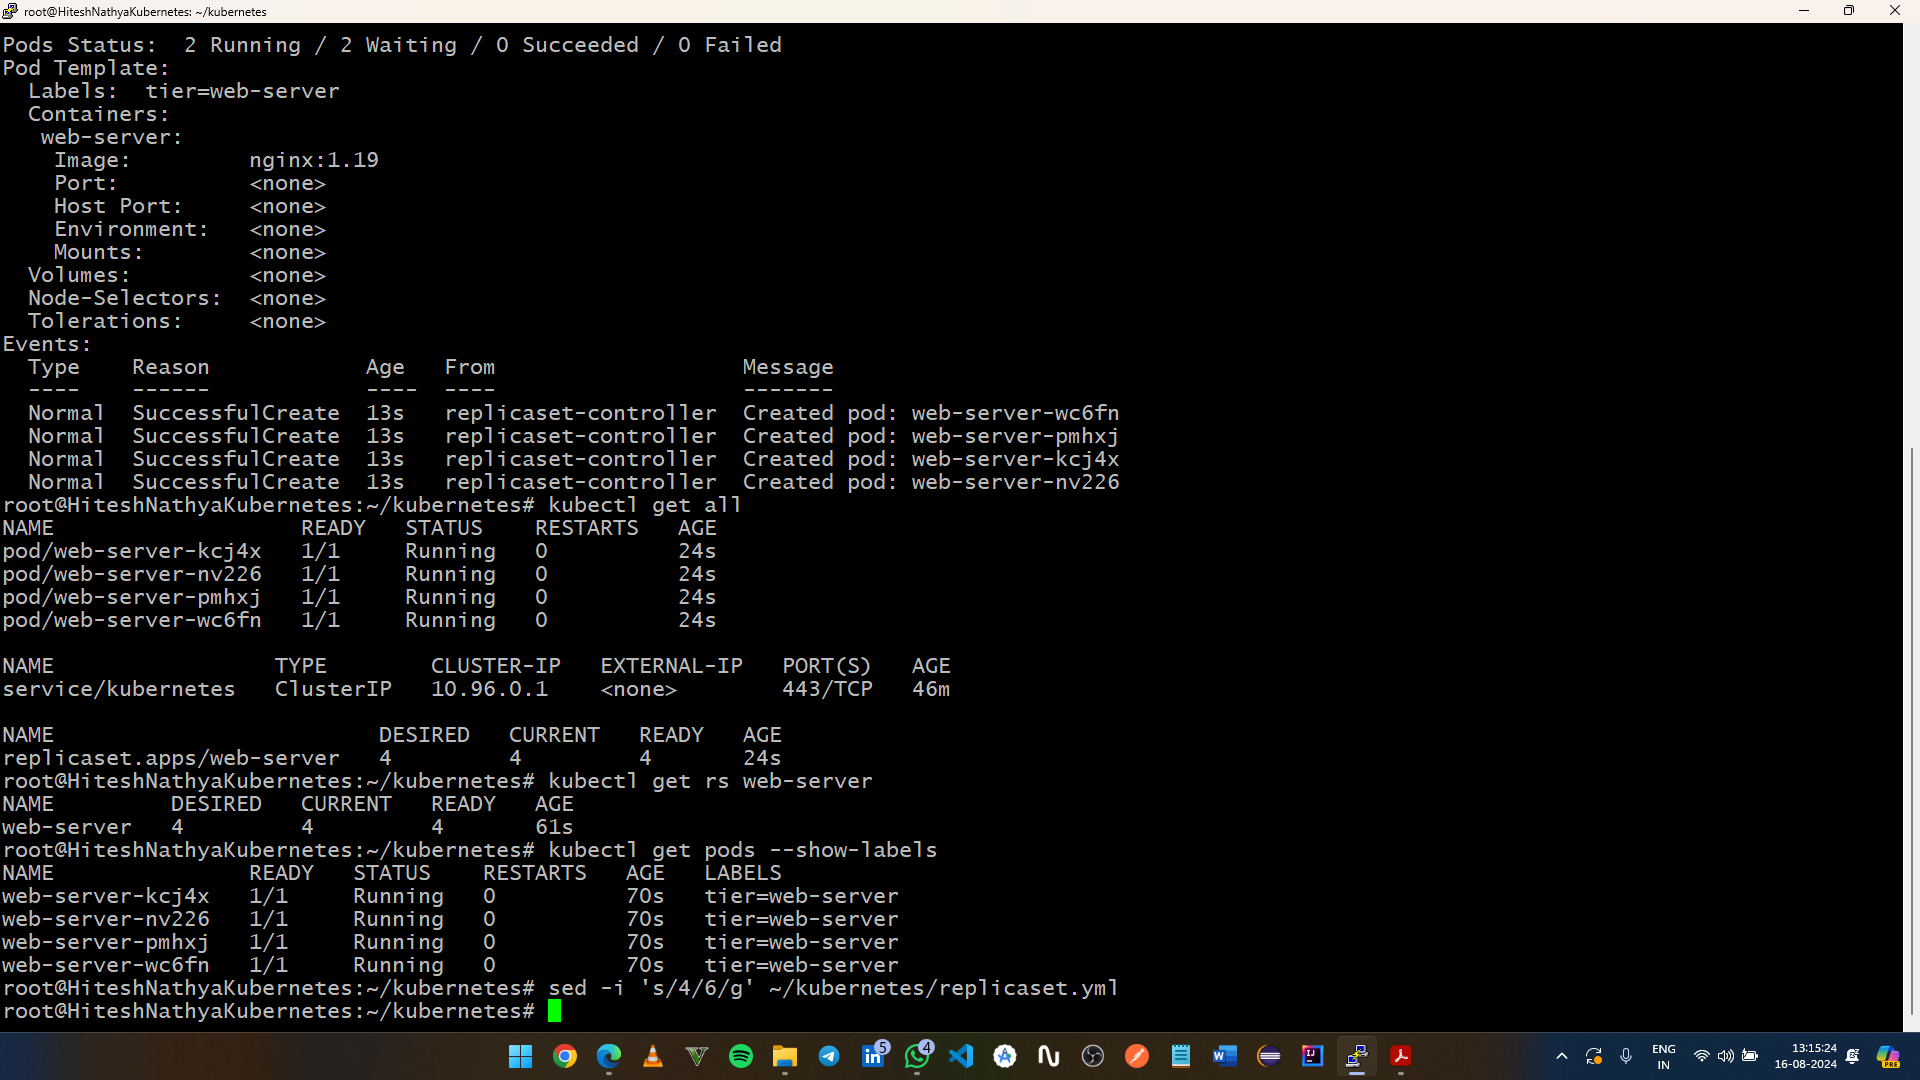 root@HiteshNathyaKubernetes: ~/kubernetes
Pods Status:  2 Running / 2 Waiting / 0 Succeeded / 0 Failed
Pod Template:
  Labels:  tier=web-server
  Containers:
   web-server:
    Image:         nginx:1.19
    Port:          <none>
    Host Port:     <none>
    Environment:   <none>
    Mounts:        <none>
  Volumes:         <none>
  Node-Selectors:  <none>
  Tolerations:     <none>
Events:
  Type    Reason            Age   From                   Message
  ----    ------            ----  ----                   -------
  Normal  SuccessfulCreate  13s   replicaset-controller  Created pod: web-server-wc6fn
  Normal  SuccessfulCreate  13s   replicaset-controller  Created pod: web-server-pmhxj
  Normal  SuccessfulCreate  13s   replicaset-controller  Created pod: web-server-kcj4x
  Normal  SuccessfulCreate  13s   replicaset-controller  Created pod: web-server-nv226
root@HiteshNathyaKubernetes:~/kubernetes# kubectl get all
NAME                   READY   STATUS    RESTARTS   AGE
pod/web-server-kcj4x   1/1     Running   0          24s
pod/web-server-nv226   1/1     Running   0          24s
pod/web-server-pmhxj   1/1     Running   0          24s
pod/web-server-wc6fn   1/1     Running   0          24s
NAME                 TYPE        CLUSTER-IP   EXTERNAL-IP   PORT(S)   AGE
service/kubernetes   ClusterIP   10.96.0.1    <none>        443/TCP   46m
NAME                         DESIRED   CURRENT   READY   AGE
replicaset.apps/web-server   4         4         4       24s
root@HiteshNathyaKubernetes:~/kubernetes# kubectl get rs web-server
NAME         DESIRED   CURRENT   READY   AGE
web-server   4         4         4       61s
root@HiteshNathyaKubernetes:~/kubernetes# kubectl get pods --show-labels
NAME               READY   STATUS    RESTARTS   AGE   LABELS
web-server-kcj4x   1/1     Running   0          70s   tier=web-server
web-server-nv226   1/1     Running   0          70s   tier=web-server
web-server-pmhxj   1/1     Running   0          70s   tier=web-server
web-server-wc6fn   1/1     Running   0          70s   tier=web-server
root@HiteshNathyaKubernetes:~/kubernetes# sed -i 's/4/6/g' ~/kubernetes/replicaset.yml
root@HiteshNathyaKubernetes:~/kubernetes#
5
4
ENG
IN
13:15:24
16-08-2024
PRE